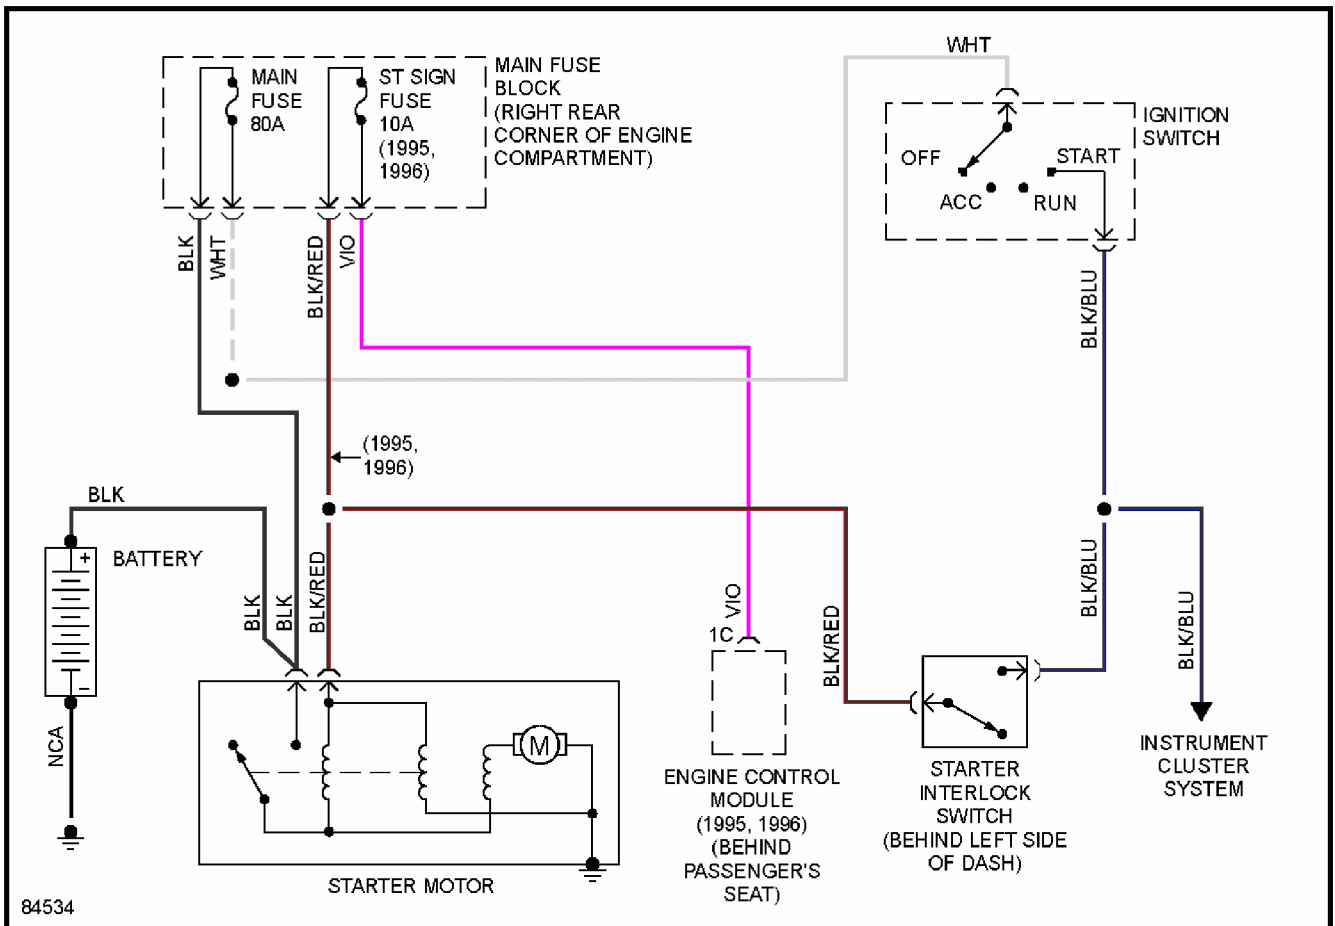 WHT
MAIN
FUSE
80A
ST SIGN
FUSE
10A
(1995,
1996)
MAIN FUSE
BLOCK
(RIGHT REAR
CORNER OF ENGINE
COMPARTMENT)
IGNITION
SWITCH
OFF
START
ACC
RUN
BLK
WHT
BLK/RED
VIO
BLK/BLU
(1995,
1996)
BLK
BATTERY
+
–
BLK
BLK
BLK/RED
VIO
1C
BLK/RED
BLK/BLU
BLK/BLU
NCA
M
STARTER MOTOR
ENGINE CONTROL
MODULE
(1995, 1996)
(BEHIND
PASSENGER'S
SEAT)
STARTER
INTERLOCK
SWITCH
(BEHIND LEFT SIDE
OF DASH)
INSTRUMENT
CLUSTER
SYSTEM
84534